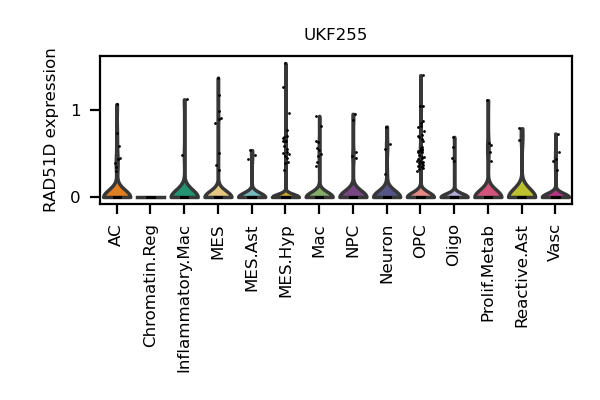 UKF255
RAD51D expression
1
0
AC
Chromatin.Reg
Inflammatory.Mac
MES
MES.Ast
MES.Hyp
Mac
NPC
Neuron
OPC
Oligo
Prolif.Metab
Reactive.Ast
Vasc